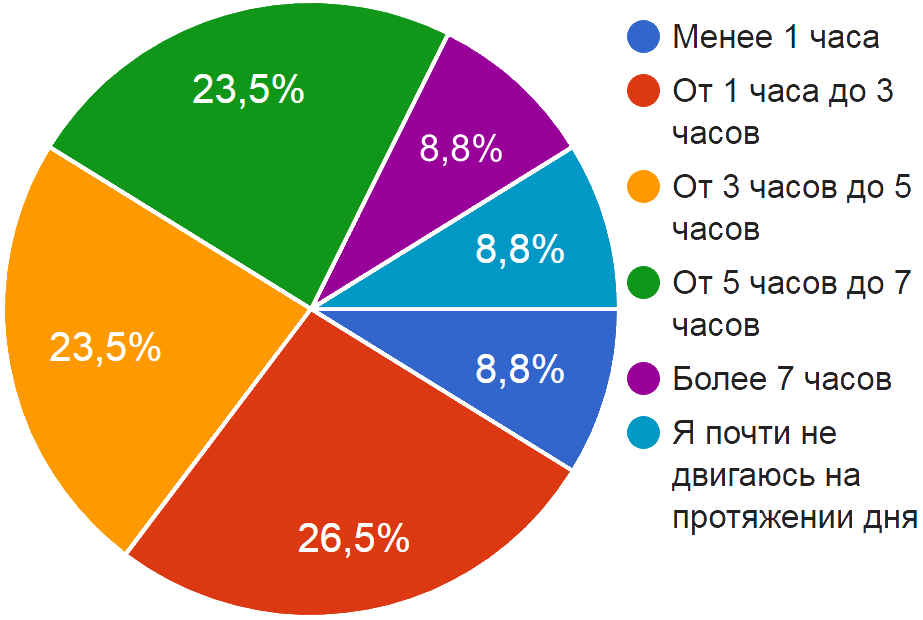 23,5%
8,8%
8,8%
23,5%
8,8%
26,5%
Менее 1 часа
От 1 часа до 3
часов
От 3 часов до 5
часов
От 5 часов до 7
часов
Более 7 часов
Я почти не
двигаюсь на
протяжении дня